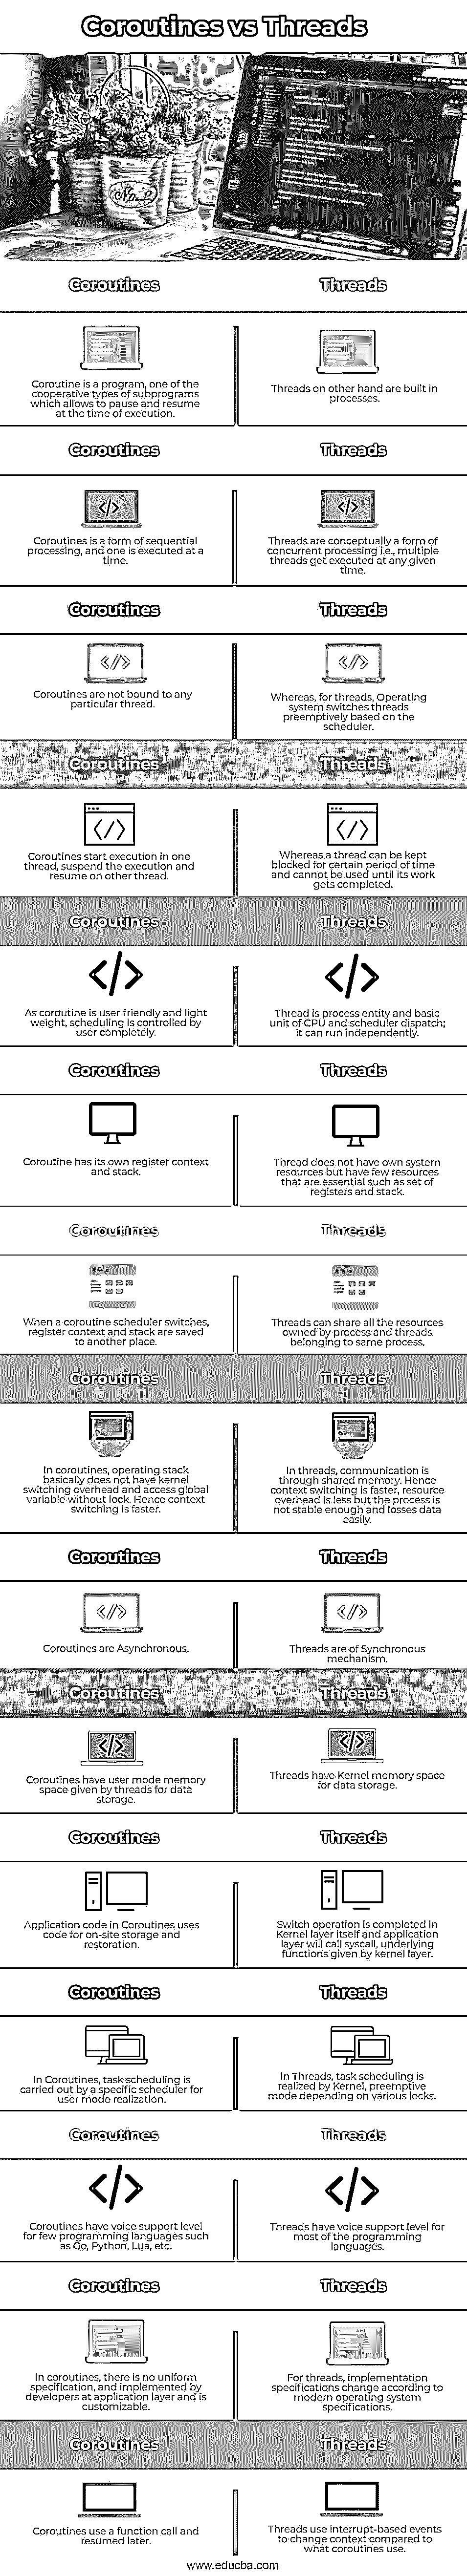 Coroutines vs Threads
Coroutines
Threads
Coroutine is a program, one of the
cooperative types of subprograms
which allows to pause and resume
at the time of execution.
Threads on other hand are built in
processes.
Coroutines
Threads
Coroutines is a form of sequential
processing, and one is executed at a
time.
Threads are conceptually a form of
concurrent processing i.e., multiple
threads get executed at any given
time.
Coroutines
Threads
Coroutines are not bound to any
particular thread.
Whereas, for threads, Operating
system switches threads
preemptively based on the
scheduler.
Coroutines
Threads
Coroutines start execution in one
thread, suspend the execution and
resume on other thread.
Whereas a thread can be kept
blocked for certain period of time
and cannot be used until its work
gets completed.
Coroutines
Threads
As coroutine is user friendly and light
weight, scheduling is controlled by
user completely.
Thread is process entity and basic
unit of CPU and scheduler dispatch;
it can run independently.
Coroutines
Threads
Coroutine has its own register context
and stack.
Thread does not have own system
resources but have few resources
that are essential such as set of
registers and stack.
Coroutines
Threads
When a coroutine scheduler switches,
register context and stack are saved
to another place.
Threads can share all the resources
owned by process and threads
belonging to same process.
Coroutines
Threads
In coroutines, operating stack
basically does not have kernel
switching overhead and access global
variable without lock. Hence context
switching is faster.
In threads, communication is
through shared memory. Hence
context switching is faster, resource
overhead is less but the process is
not stable enough and losses data
easily.
Coroutines
Threads
Coroutines are Asynchronous.
Threads are of Synchronous
mechanism.
Coroutines
Threads
Coroutines have user mode memory
space given by threads for data
storage.
Threads have Kernel memory space
for data storage.
Coroutines
Threads
Application code in Coroutines uses
code for on-site storage and
restoration.
Switch operation is completed in
Kernel layer itself and application
layer will call syscall, underlying
functions given by kernel layer.
Coroutines
Threads
In Coroutines, task scheduling is
carried out by a specific scheduler for
user mode realization.
In Threads, task scheduling is
realized by Kernel, preemptive
mode depending on various locks.
Coroutines
Threads
Coroutines have voice support level
for few programming languages such
as Go, Python, Lua, etc.
Threads have voice support level for
most of the programming
languages.
Coroutines
Threads
In coroutines, there is no uniform
specification, and implemented by
developers at application layer and is
customizable.
For threads, implementation
specifications change according to
modern operating system
specifications.
Coroutines
Threads
Coroutines use a function call and
resumed later.
Threads use interrupt-based events
to change context compared to
what coroutines use.
www.educba.com